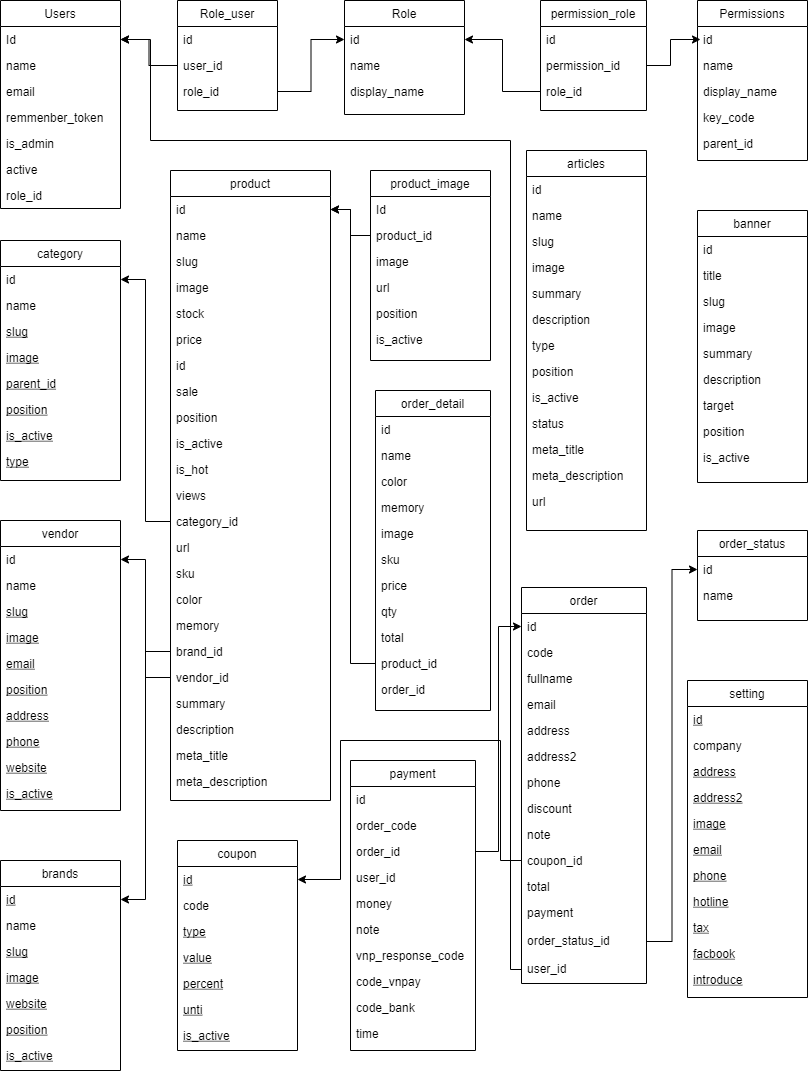 Users
Id
name
email
remmenber_token
is_admin
active
role_id
Role_user
id
user_id
role_id
Role
id
name
display_name
permission_role
id
permission_id
role_id
Permissions
id
name
display_name
key_code
parent_id
category
id
name
slug
image
parent_id
position
is_active
type
product
id
name
slug
image
stock
price
id
sale
position
is_active
is_hot
views
category_id
url
sku
color
memory
brand_id
vendor_id
summary
description
meta_title
meta_description
product_image
Id
product_id
image
url
position
is_active
articles
id
name
slug
image
summary
description
type
position
is_active
status
meta_title
meta_description
url
banner
id
title
slug
image
summary
description
target
position
is_active
order_detail
id
name
color
memory
image
sku
price
qty
total
product_id
order_id
vendor
id
name
slug
image
email
position
address
phone
website
is_active
order_status
id
name
order
id
code
fullname
email
address
address2
phone
discount
note
coupon_id
total
payment
order_status_id
user_id
setting
id
company
address
address2
image
email
phone
hotline
tax
facbook
introduce
payment
id
order_code
order_id
user_id
money
note
vnp_response_code
code_vnpay
code_bank
time
coupon
id
code
type
value
percent
unti
is_active
brands
id
name
slug
image
website
position
is_active